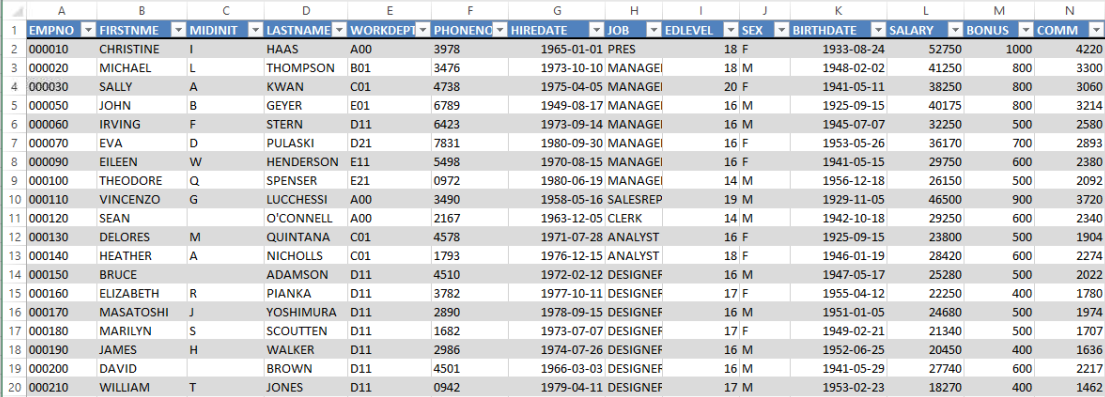 A B C D E F G H I J K L M N
1 EMPNO FIRSTNME MIDINIT LASTNAME WORKDEPT PHONENO HIREDATE JOB EDLEVEL SEX BIRTHDATE SALARY BONUS COMM
2 000010 CHRISTINE I HAAS A00 3978 1965-01-01 PRES 18 F 1933-08-24 52750 1000 4220
3 000020 MICHAEL L THOMPSON B01 3476 1973-10-10 MANAGEI 18 M 1948-02-02 41250 800 3300
4 000030 SALLY A KWAN C01 4738 1975-04-05 MANAGEI 20 F 1941-05-11 38250 800 3060
5 000050 JOHN B GEYER E01 6789 1949-08-17 MANAGEI 16 M 1925-09-15 40175 800 3214
6 000060 IRVING F STERN D11 6423 1973-09-14 MANAGEI 16 M 1945-07-07 32250 500 2580
7 000070 EVA D PULASKI D21 7831 1980-09-30 MANAGEI 16 F 1953-05-26 36170 700 2893
8 000090 EILEEN W HENDERSON E11 5498 1970-08-15 MANAGEI 16 F 1941-05-15 29750 600 2380
9 000100 THEODORE Q SPENSER E21 0972 1980-06-19 MANAGEI 14 M 1956-12-18 26150 500 2092
10 000110 VINCENZO G LUCCHESSI A00 3490 1958-05-16 SALESREP 19 M 1929-11-05 46500 900 3720
11 000120 SEAN O'CONNELL A00 2167 1963-12-05 CLERK 14 M 1942-10-18 29250 600 2340
12 000130 DELORES M QUINTANA C01 4578 1971-07-28 ANALYST 16 F 1925-09-15 23800 500 1904
13 000140 HEATHER A NICHOLLS C01 1793 1976-12-15 ANALYST 18 F 1946-01-19 28420 600 2274
14 000150 BRUCE ADAMSON D11 4510 1972-02-12 DESIGNEF 16 M 1947-05-17 25280 500 2022
15 000160 ELIZABETH R PIANKA D11 3782 1977-10-11 DESIGNEF 17 F 1955-04-12 22250 400 1780
16 000170 MASATOSHI J YOSHIMURA D11 2890 1978-09-15 DESIGNEF 16 M 1951-01-05 24680 500 1974
17 000180 MARILYN S SCOUTTEN D11 1682 1973-07-07 DESIGNEF 17 F 1949-02-21 21340 500 1707
18 000190 JAMES H WALKER D11 2986 1974-07-26 DESIGNEF 16 M 1952-06-25 20450 400 1636
19 000200 DAVID BROWN D11 4501 1966-03-03 DESIGNEF 16 M 1941-05-29 27740 600 2217
20 000210 WILLIAM T JONES D11 0942 1979-04-11 DESIGNEF 17 M 1953-02-23 18270 400 1462